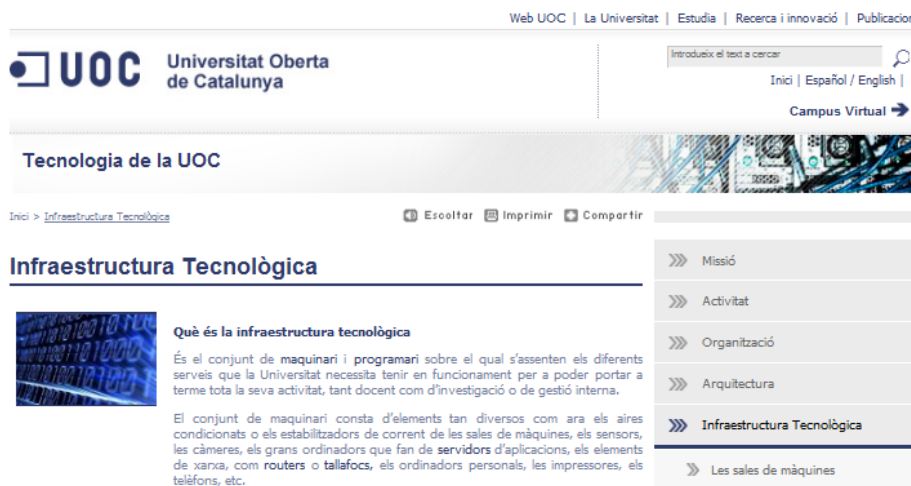 Web UOC | La Universitat | Estudia | Recerca i innovació |
UOC
Universitat Oberta
de Catalunya
Introdueix el text a cercar
Inici | Español / English |
Campus Virtual
Tecnologia de la UOC
Inici > Infraestructura Tecnològica
Escoltar Imprimir Compartir
Infraestructura Tecnològica
Què és la infraestructura tecnològica
És el conjunt de maquinari i programari sobre el qual s'assenten els diferents
serveis que la Universitat necessita tenir en funcionament per a poder portar a
terme tota la seva activitat, tant docent com d'investigació o de gestió interna.
El conjunt de maquinari consta d'elements tan diversos com ara els aires
condicionats o els estabilitzadors de corrent de les sales de màquines, els sensors,
les càmeres, els grans ordinadors que fan de servidors d'aplicacions, els elements
de xarxa, com routers o tallafocs, els ordinadors personals, les impressores, els
telèfons, etc.
Missió
Activitat
Organització
Arquitectura
Infraestructura Tecnològica
Les sales de màquines